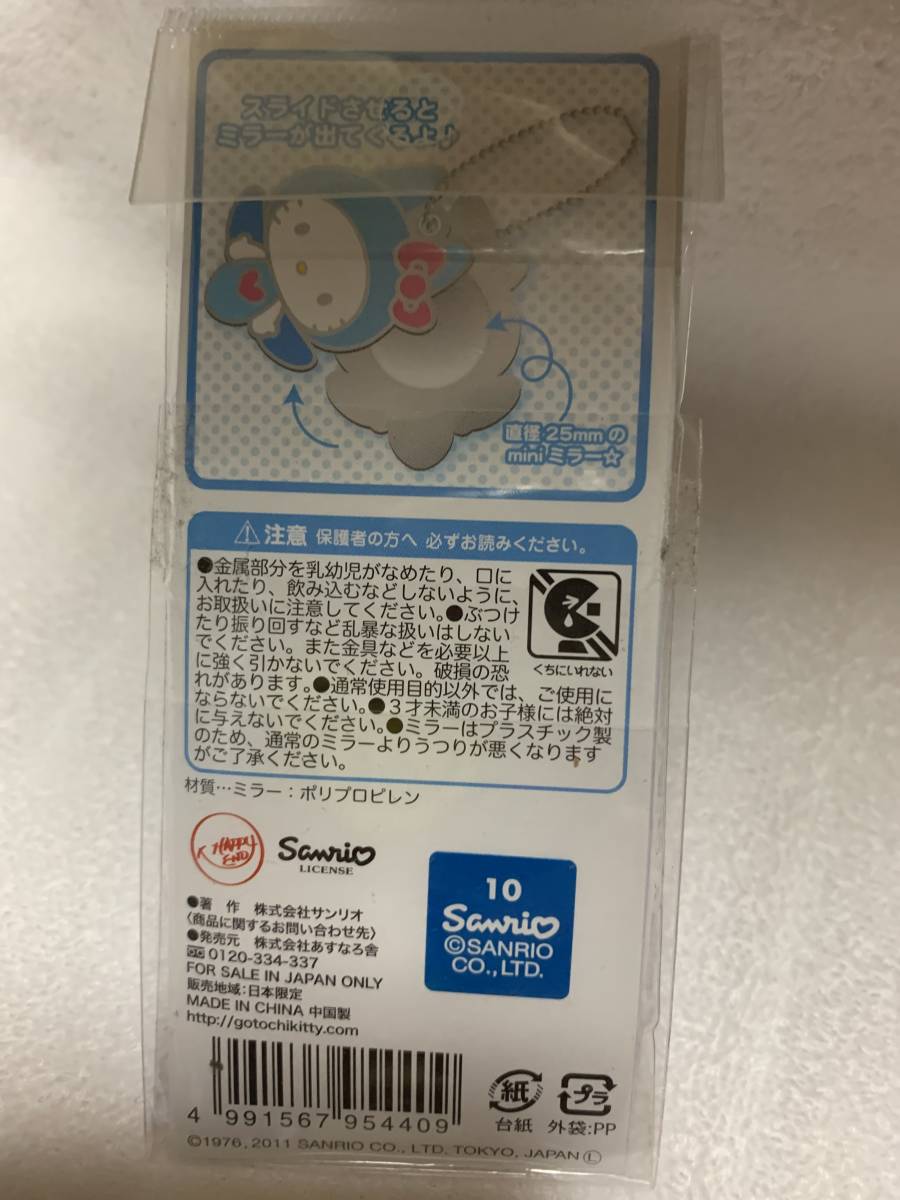 スライドさせると
ミラーが出てくるよ♪
直径25mmの
miniミラー☆
注意 保護者の方へ 必ずお読みください。
●金属部分を乳幼児がなめたり、口に
入れたり、飲み込むなどしないように、
お取扱いに注意してください。●ぶつけ
たり振り回すなど乱暴な扱いはしない
でください。また金具などを必要以上
に強く引かないでください。破損の恐
れがあります。●通常使用目的以外では、ご使用に
ならないでください。●3才未満のお子様には絶対
に与えないでください。●ミラーはプラスチック製
のため、通常のミラーよりうつりが悪くなります
がご了承ください。
くちにいれない
材質…ミラー：ポリプロピレン
HAPPY
END
Sanrio
LICENSE
●著 作 株式会社サンリオ
〈商品に関するお問い合わせ先〉
●発売元 株式会社あすなろ舎
0120-334-337
FOR SALE IN JAPAN ONLY
販売地域：日本限定
MADE IN CHINA 中国製
http://gotochikitty.com
10
Sanrio
©SANRIO
CO.,LTD.
4 991567 954409
紙
台紙
プラ
外袋:PP
©1976, 2011 SANRIO CO., LTD. TOKYO, JAPAN Ⓛ